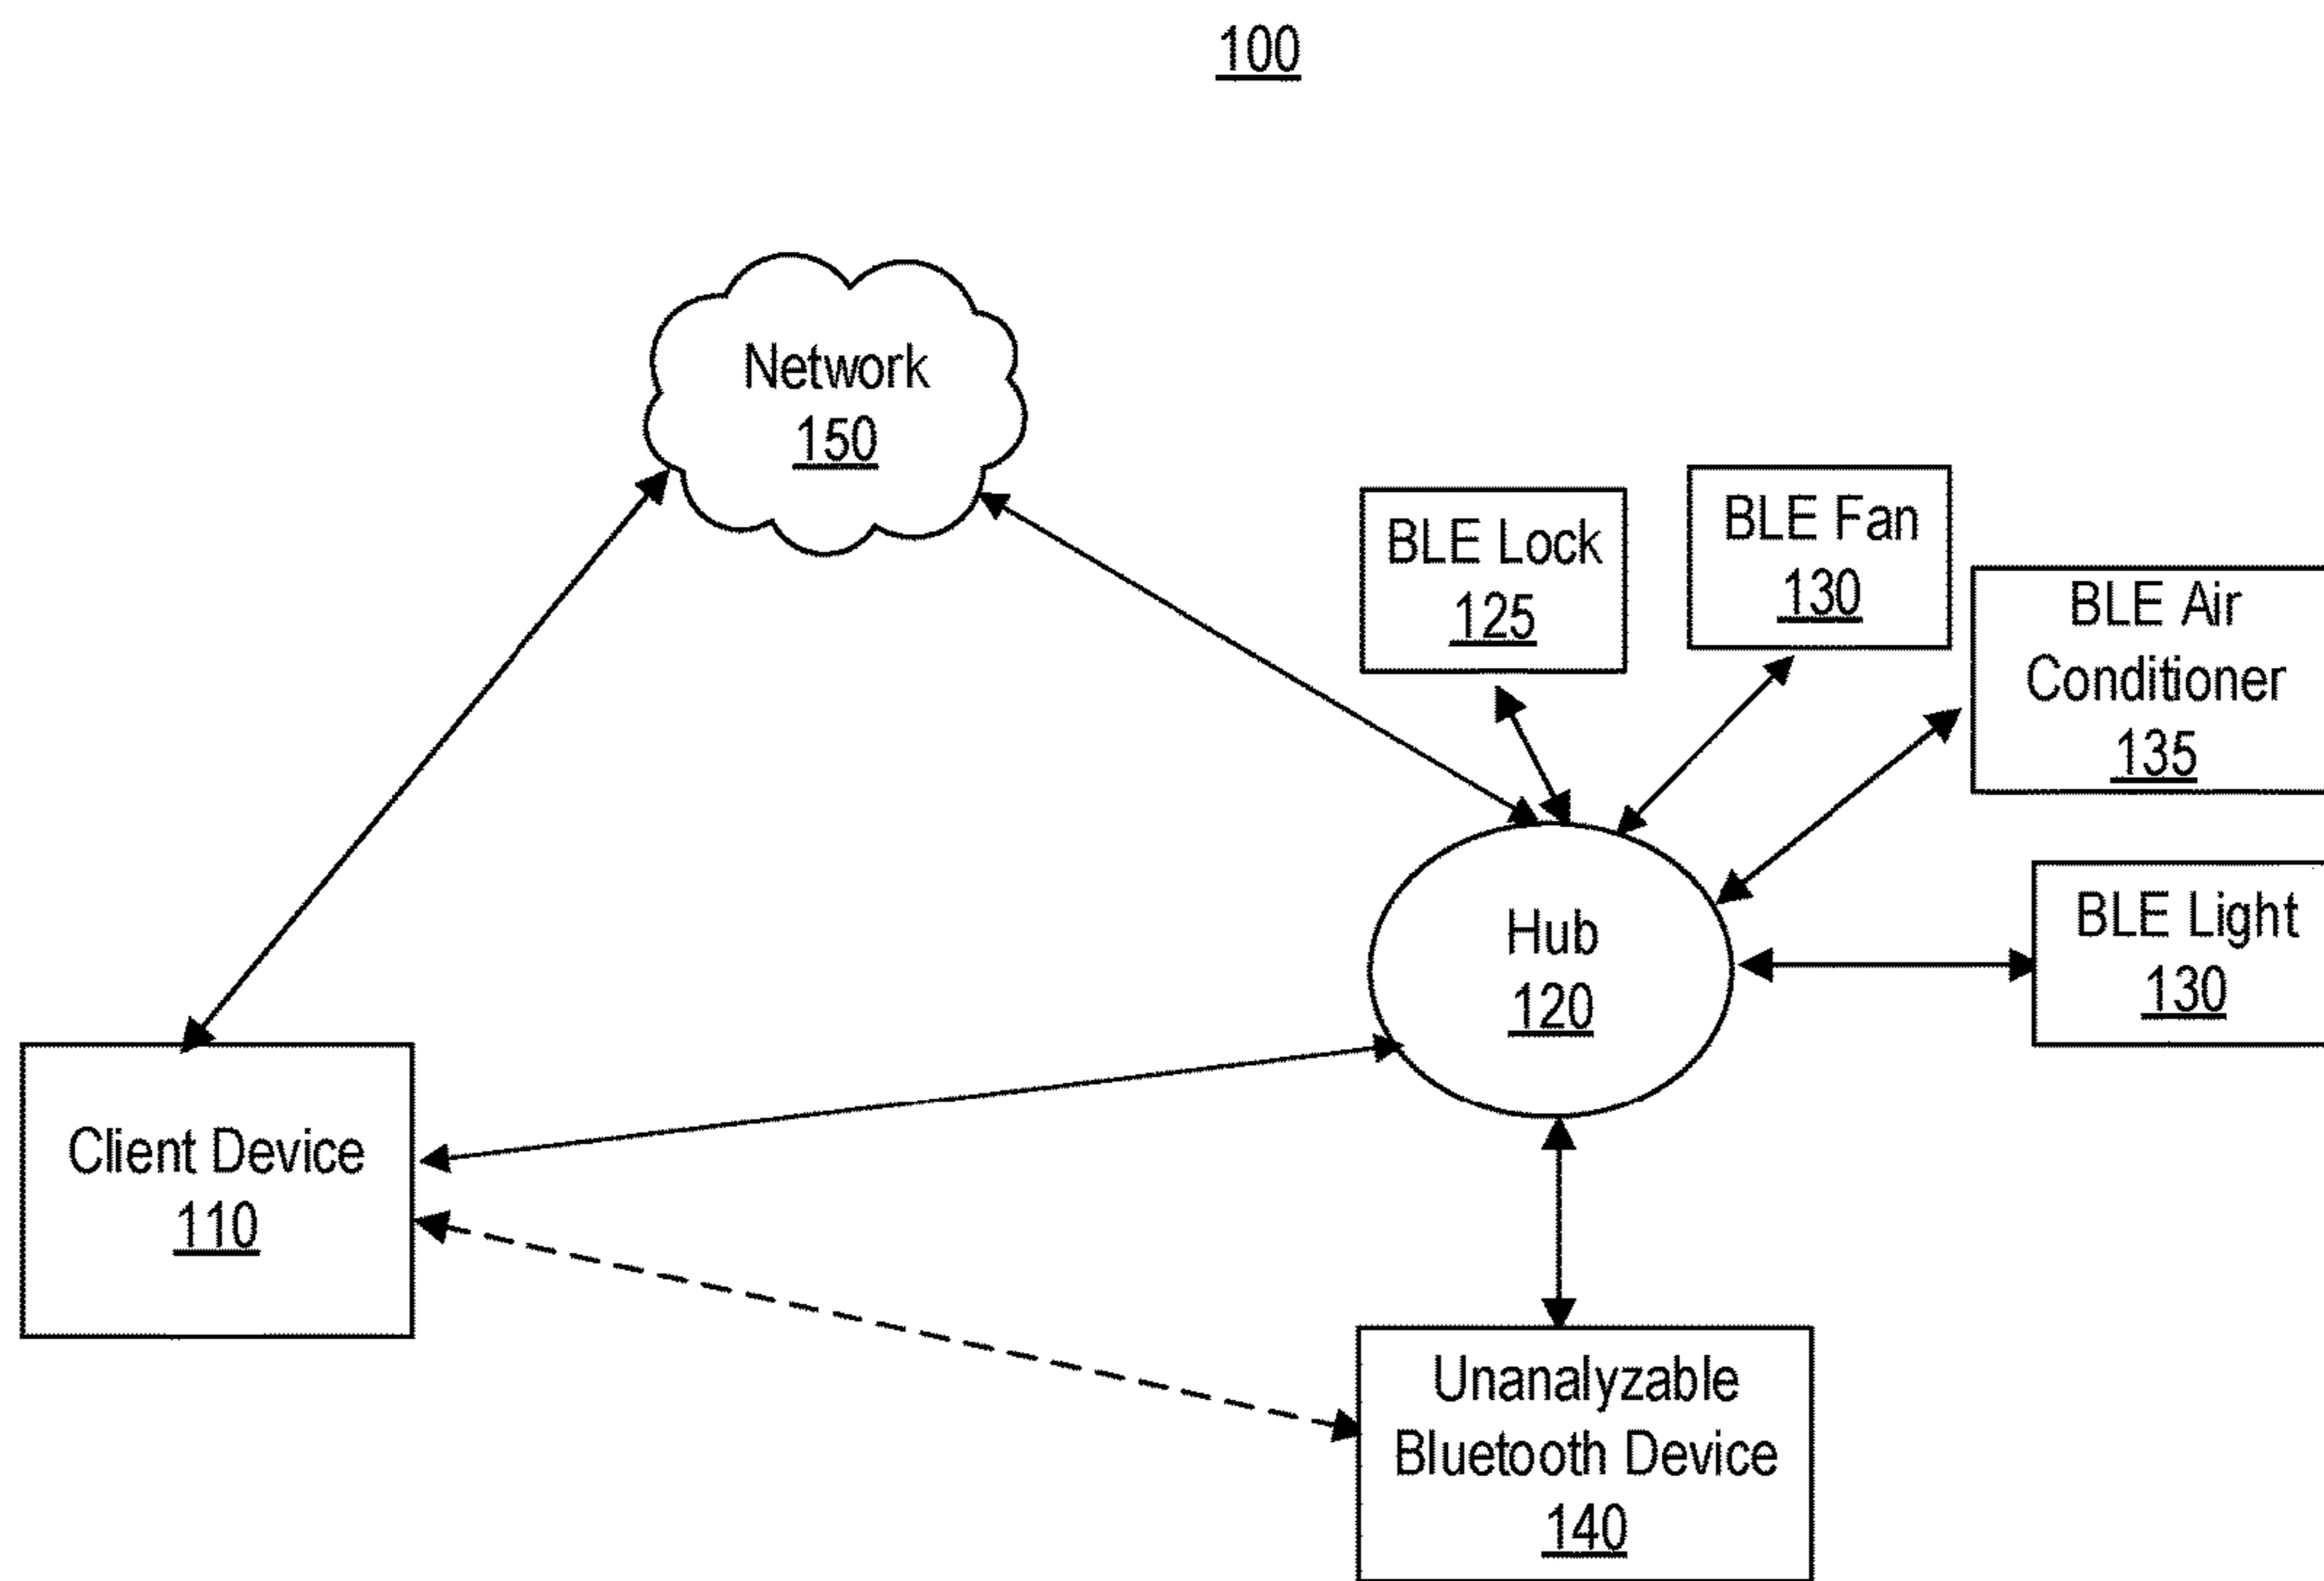 100
Network
150
BLE Lock
125
BLE Fan
130
BLE Air
Conditioner
135
BLE Light
130
Hub
120
Client Device
110
Unanalyzable
Bluetooth Device
140